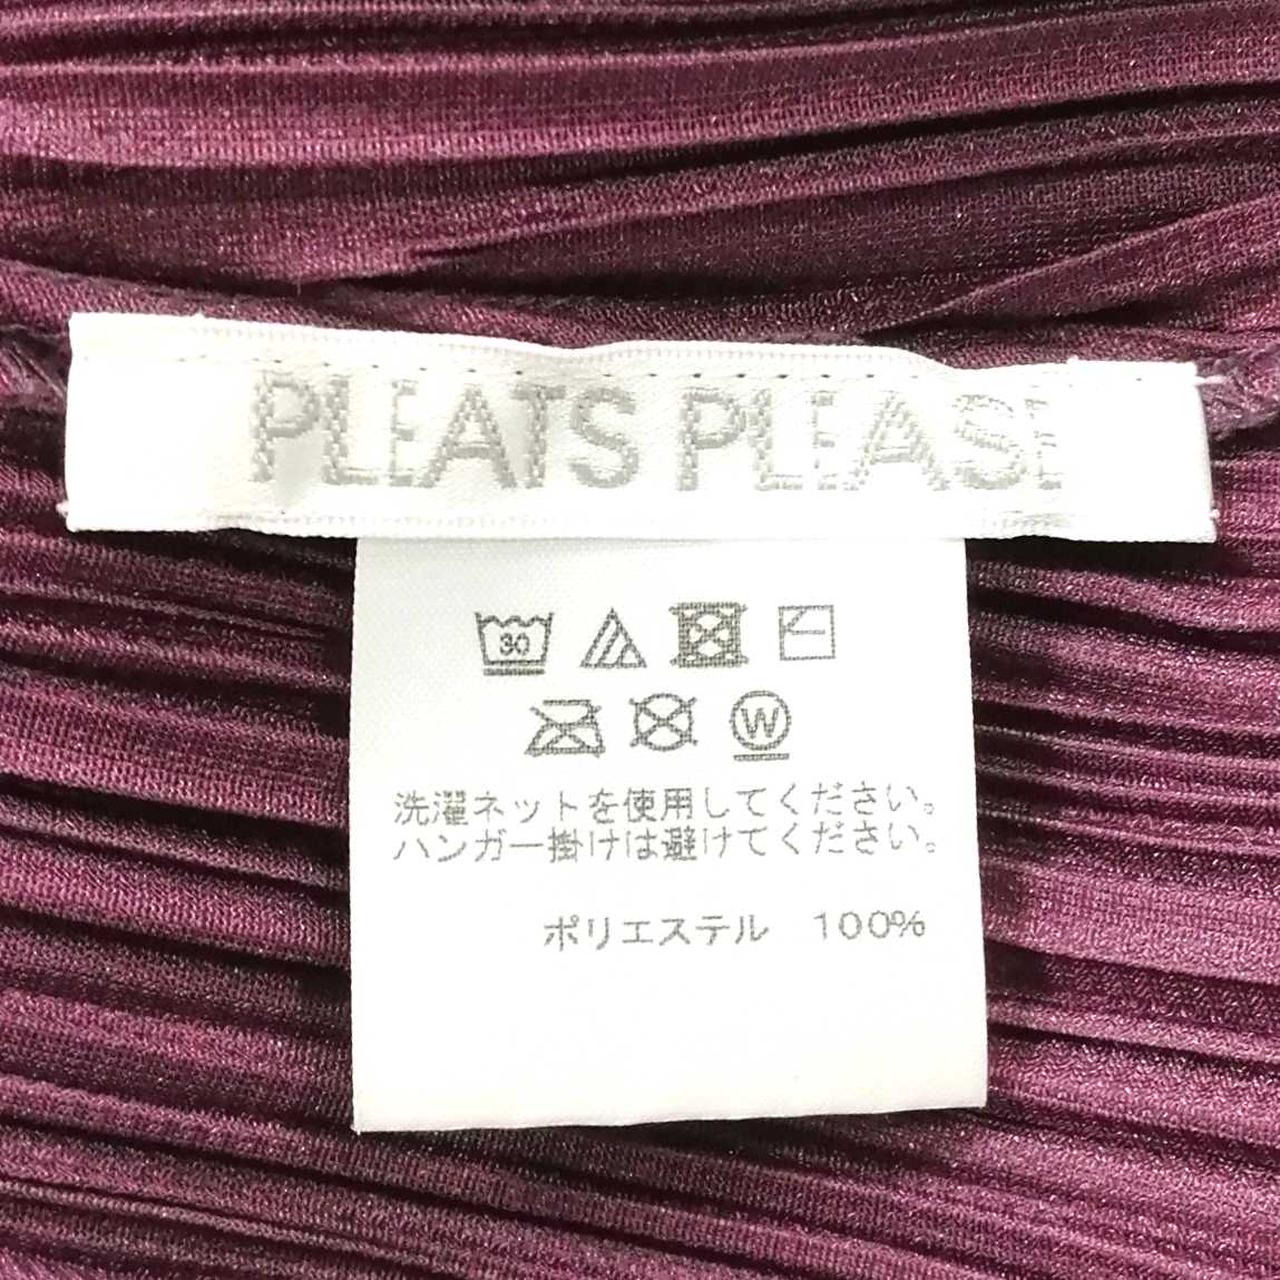 PLEATS PLEASE
30
W
洗濯ネットを使用してください。
ハンガー掛けは避けてください。
ポリエステル 100%